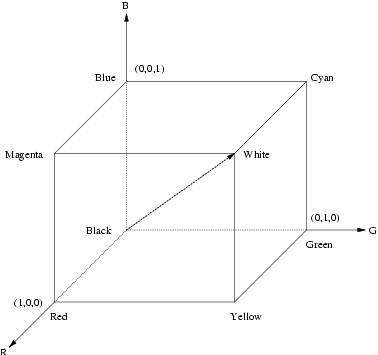 B
Blue
(0,0,1)
Cyan
Magenta
White
(0,1,0)
Black
G
Green
(1,0,0)
Red
Yellow
R